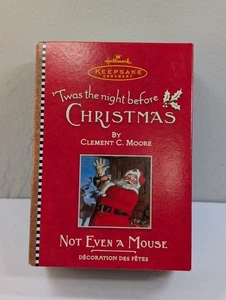 Hallmark
KEEPSAKE
ORNAMENT
'Twas the night before
CHRISTMAS
BY
CLEMENT C. MOORE
NOT EVEN A MOUSE
DÉCORATION DES FÊTES